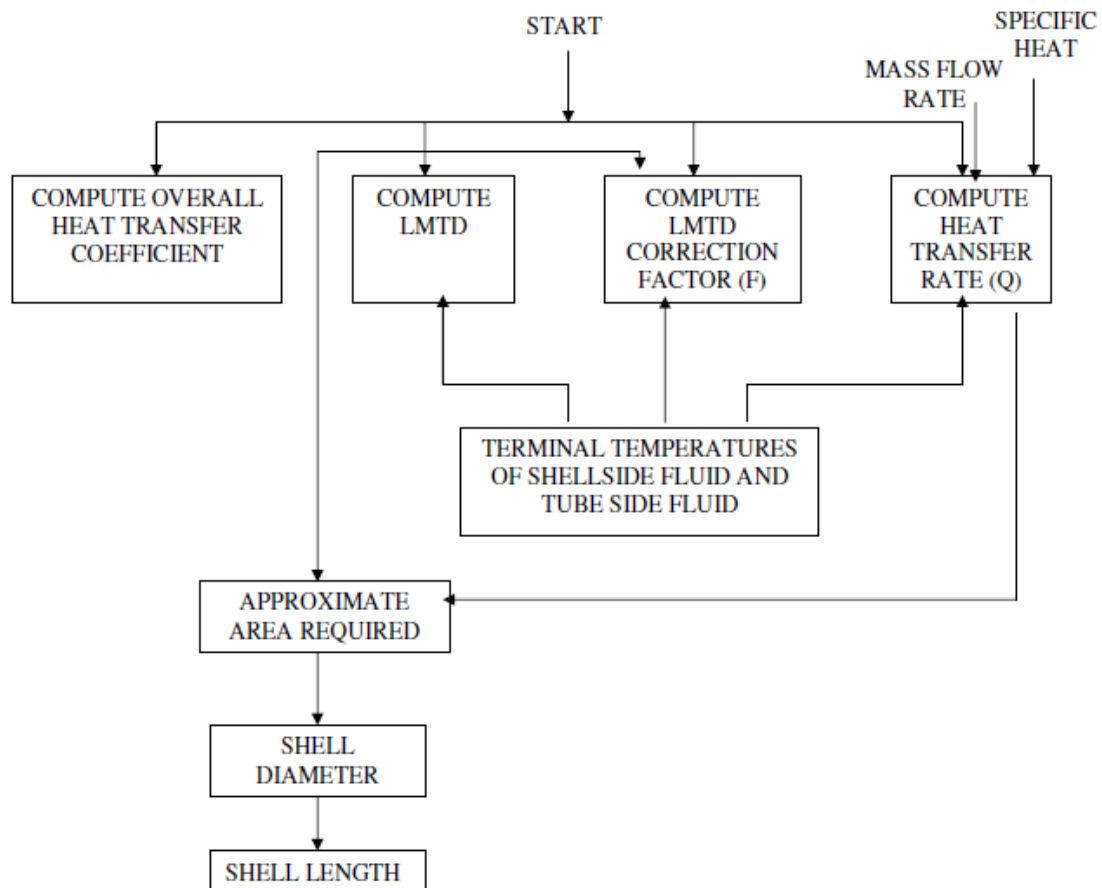 START
SPECIFIC
HEAT
MASS FLOW
RATE
COMPUTE OVERALL
HEAT TRANSFER
COEFFICIENT
COMPUTE
LMTD
COMPUTE
LMTD
CORRECTION
FACTOR (F)
COMPUTE
HEAT
TRANSFER
RATE (Q)
TERMINAL TEMPERATURES
OF SHELLSIDE FLUID AND
TUBE SIDE FLUID
APPROXIMATE
AREA REQUIRED
SHELL
DIAMETER
SHELL LENGTH